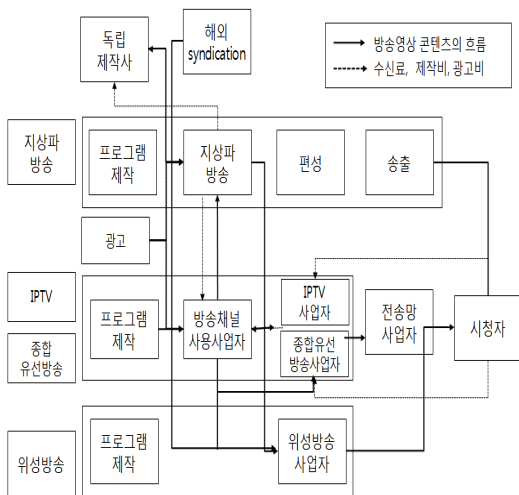 독립
제작사
해외
syndication
방송영상 콘텐츠의 흐름
수신료, 제작비, 광고비
지상파
방송
프로그램
제작
지상파
방송
편성
송출
광고
IPTV
종합
유선방송
프로그램
제작
방송채널
사용사업자
IPTV
사업자
종합유선
방송사업자
전송망
사업자
시청자
위성방송
프로그램
제작
위성방송
사업자